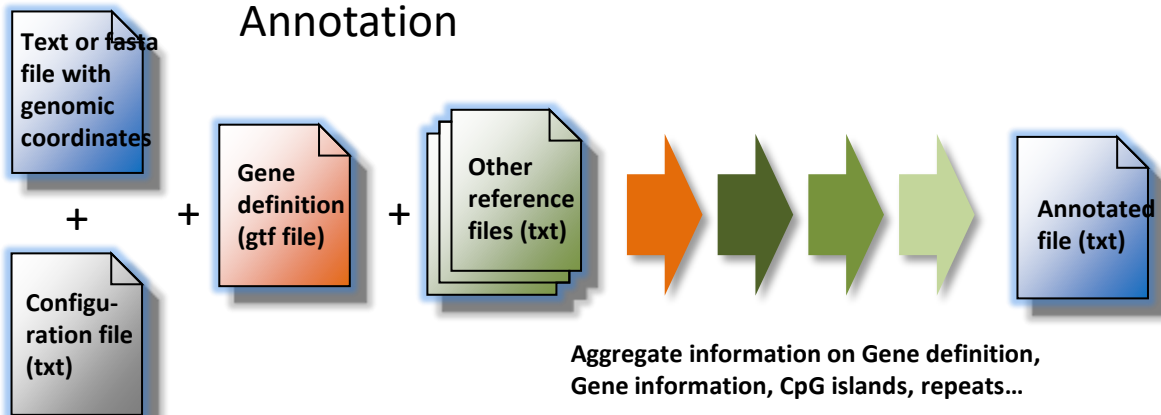 Annotation
Text or fasta
file with
genomic
coordinates
+
Configu-
ration file
(txt)
+
Gene
definition
(gtf file)
+
Other
reference
files (txt)
Annotated
file (txt)
Aggregate information on Gene definition,
Gene information, CpG islands, repeats…